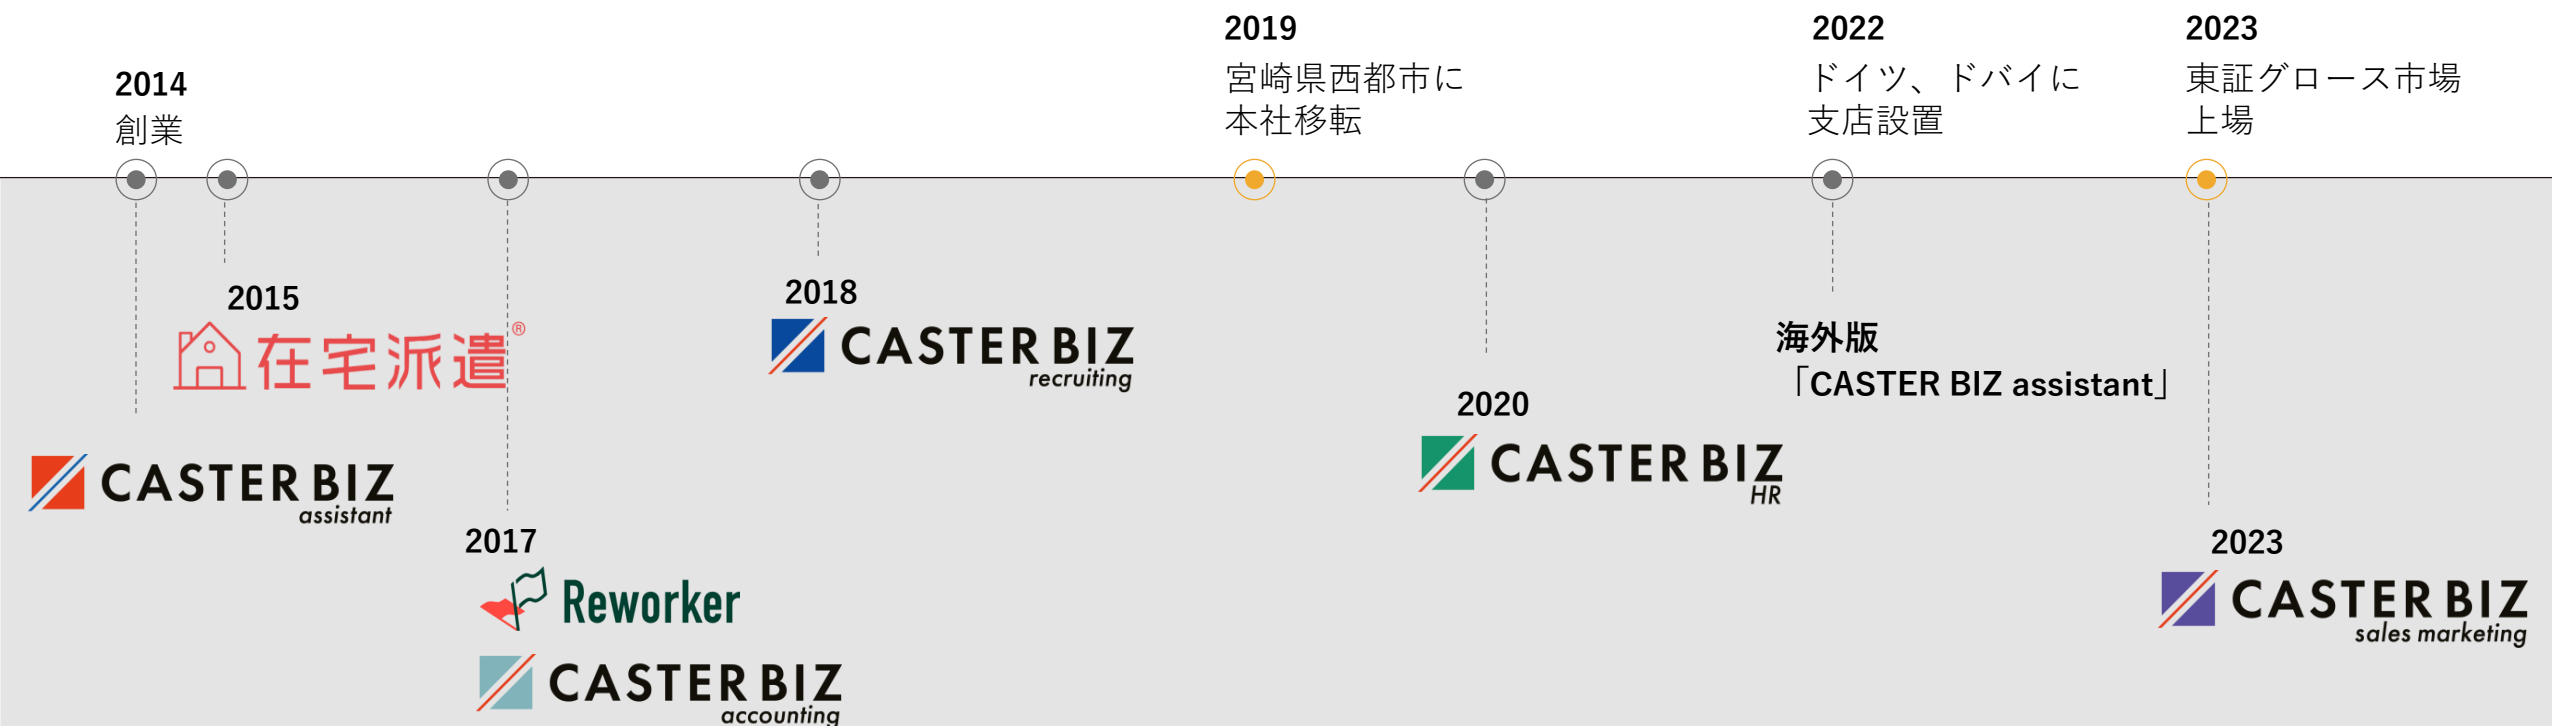 2014
創業
2019
宮崎県西都市に
本社移転
2022
ドイツ、ドバイに
支店設置
2023
東証グロース市場
上場
2015
在宅派遣®
CASTER BIZ
assistant
2017
Reworker
CASTER BIZ
accounting
2018
CASTER BIZ
recruiting
2020
CASTER BIZ
HR
海外版
「CASTER BIZ assistant」
2023
CASTER BIZ
sales marketing